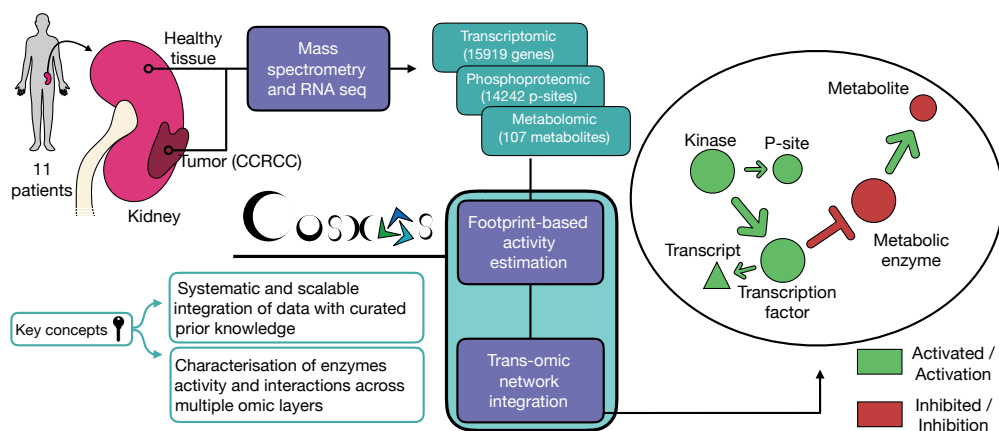 Healthy
tissue
11
patients
Tumor (CCRCC)
Kidney
Mass
spectrometry
and RNA seq
Transcriptomic
(15919 genes)
Phosphoproteomic
(14242 p-sites)
Metabolomic
(107 metabolites)
COSMOS
Footprint-based
activity
estimation
Trans-omic
network
integration
Key concepts
Systematic and scalable
integration of data with curated
prior knowledge
Characterisation of enzymes
activity and interactions across
multiple omic layers
Metabolite
Kinase
P-site
Metabolic
enzyme
Transcript
Transcription
factor
Activated /
Activation
Inhibited /
Inhibition